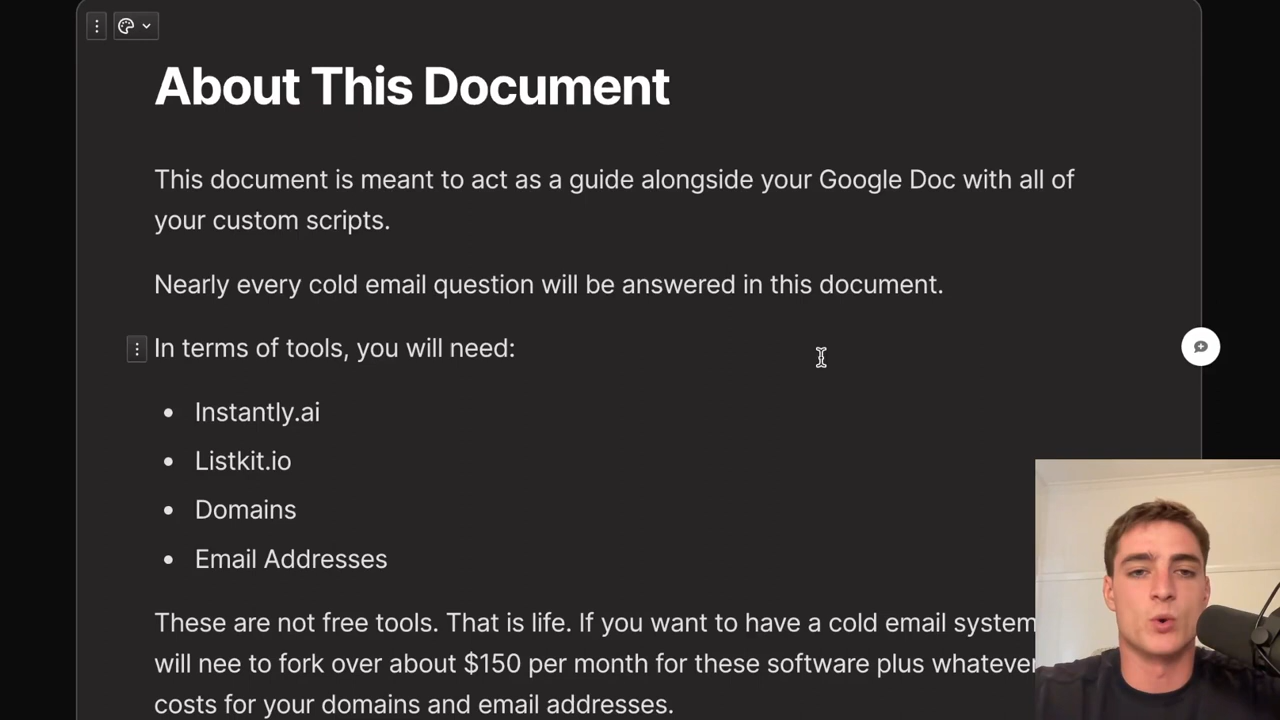 About This Document
This document is meant to act as a guide alongside your Google Doc with all of
your custom scripts.
Nearly every cold email question will be answered in this document.
In terms of tools, you will need:
Instantly.ai
Listkit.io
Domains
Email Addresses
These are not free tools. That is life. If you want to have a cold email system
will nee to fork over about $150 per month for these software plus whatever
costs for your domains and email addresses.